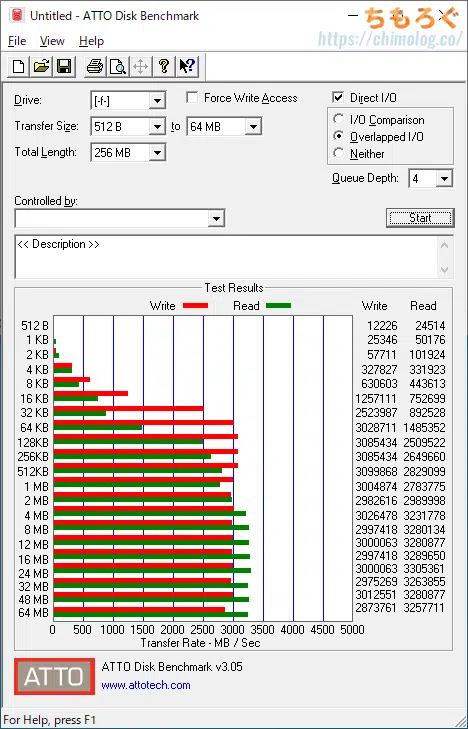 Untitled - ATTO Disk Benchmark
ちもろぐ
https://chimolog.co/
File View Help
Drive: [-f-] Force Write Access Direct I/O
Transfer Size: 512 B to 64 MB I/O Comparison
Overlapped I/O
Total Length: 256 MB Neither
Queue Depth: 4
Controlled by:
Start
<< Description >>
Test Results
Write Read Write Read
512 B 12226 24514
1 KB 25346 50176
2 KB 57711 101924
4 KB 327827 331923
8 KB 630603 443613
16 KB 1257111 752699
32 KB 2523987 892528
64 KB 3028711 1485352
128KB 3085434 2509522
256KB 3085434 2649660
512KB 3099868 2829099
1 MB 3004874 2783775
2 MB 2982616 2989998
4 MB 3026478 3231778
8 MB 2997418 3280134
12 MB 3000063 3280877
16 MB 2997418 3289650
24 MB 3000063 3305361
32 MB 2975269 3263855
48 MB 3012551 3280877
64 MB 2873761 3257711
0 500 1000 1500 2000 2500 3000 3500 4000 4500 5000
Transfer Rate - MB / Sec
ATTO
ATTO Disk Benchmark v3.05
www.attotech.com
For Help, press F1